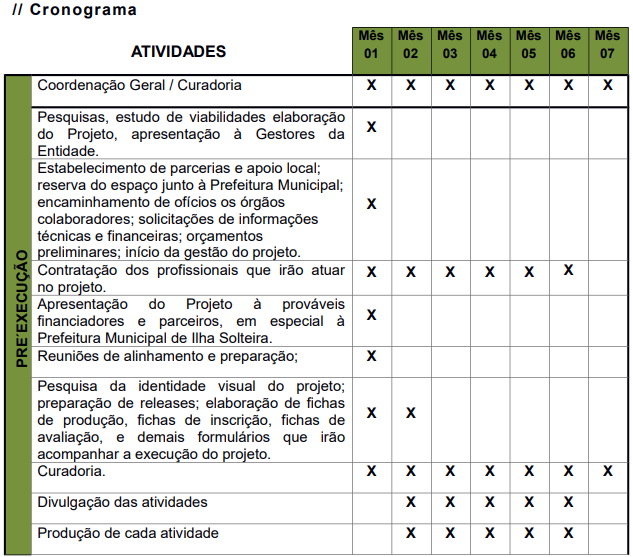 // Cronograma
ATIVIDADES
Mês 01 Mês 02 Mês 03 Mês 04 Mês 05 Mês 06 Mês 07
PRE´EXECUÇÃO
Coordenação Geral / Curadoria X X X X X X X
Pesquisas, estudo de viabilidades elaboração
do Projeto, apresentação à Gestores da
Entidade.
X
Estabelecimento de parcerias e apoio local;
reserva do espaço junto à Prefeitura Municipal;
encaminhamento de ofícios os órgãos
colaboradores; solicitações de informações
técnicas e financeiras; orçamentos
preliminares; início da gestão do projeto.
X
Contratação dos profissionais que irão atuar
no projeto.
X X X X X X
Apresentação do Projeto à prováveis
financiadores e parceiros, em especial à
Prefeitura Municipal de Ilha Solteira.
X
Reuniões de alinhamento e preparação; X
Pesquisa da identidade visual do projeto;
preparação de releases; elaboração de fichas
de produção, fichas de inscrição, fichas de
avaliação, e demais formulários que irão
acompanhar a execução do projeto.
X X
Curadoria. X X X X X X X
Divulgação das atividades X X X X X
Produção de cada atividade X X X X X